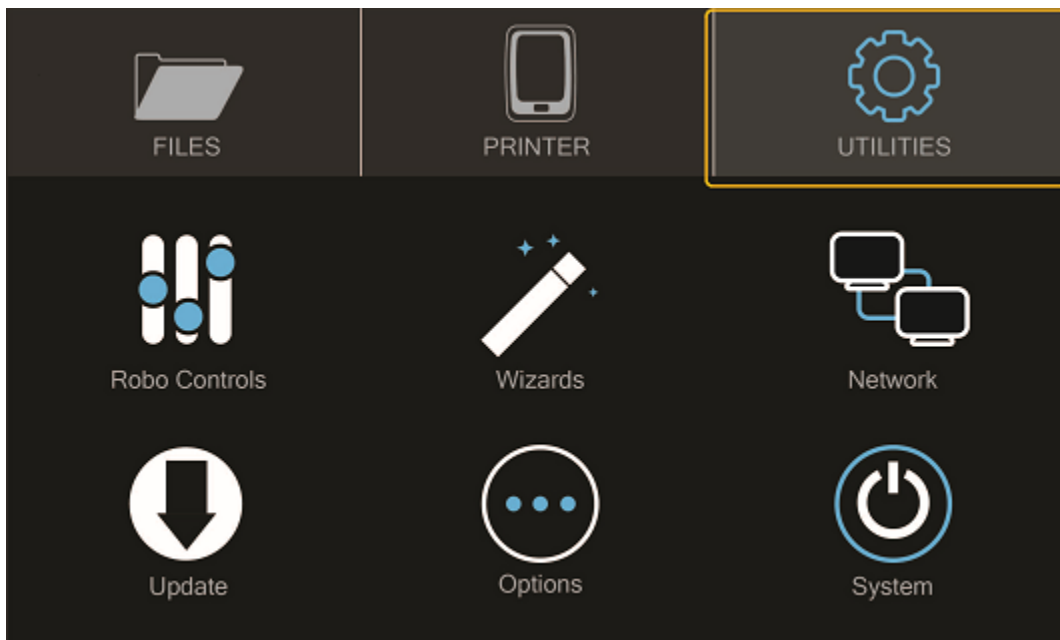 FILES
PRINTER
UTILITIES
Robo Controls
Wizards
Network
Update
Options
System